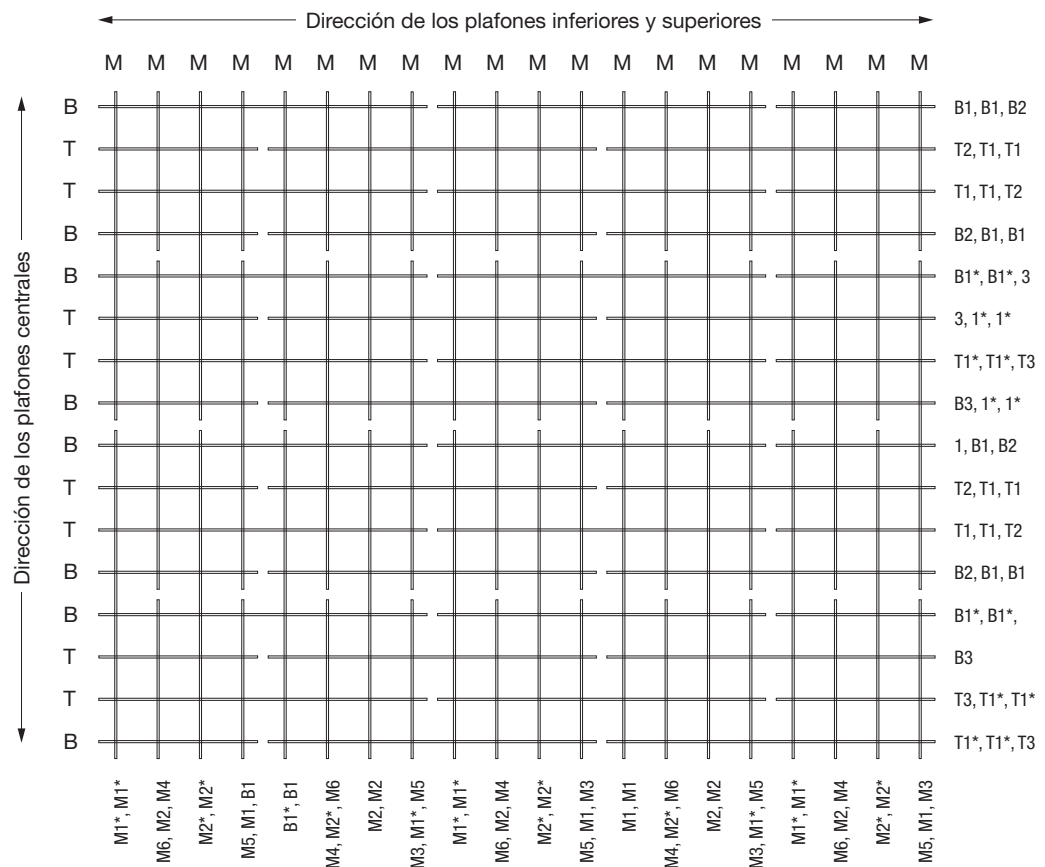 Dirección de los plafones inferiores y superiores
M M M M M M M M M M M M M M M M M M M M
Dirección de los plafones centrales
B B1, B1, B2
T T2, T1, T1
T T1, T1, T2
B B2, B1, B1
B B1*, B1*, 3
T 3, 1*, 1*
T T1*, T1*, T3
B B3, 1*, 1*
B 1, B1, B2
T T2, T1, T1
T T1, T1, T2
B B2, B1, B1
B B1*, B1*,
T B3
T T3, T1*, T1*
B T1*, T1*, T3
M1*, M1*
M6, M2, M4
M2*, M2*
M5, M1, B1
B1*, B1
M4, M2*, M6
M2, M2
M3, M1*, M5
M1*, M1*
M6, M2, M4
M2*, M2*
M5, M1, M3
M1, M1
M4, M2*, M6
M2, M2
M3, M1*, M5
M1*, M1*
M6, M2, M4
M2*, M2*
M5, M1, M3